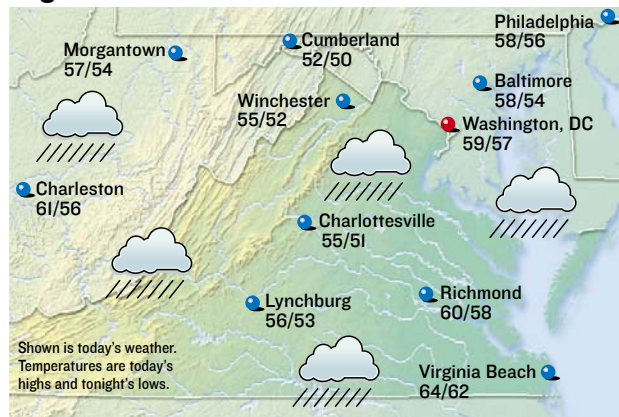 Philadelphia
58/56
Morgantown
57/54
Cumberland
52/50
Baltimore
58/54
Winchester
55/52
Washington, DC
59/57
Charleston
61/56
Charlottesville
55/51
Lynchburg
56/53
Richmond
60/58
Shown is today's weather.
Temperatures are today's
highs and tonight's lows.
Virginia Beach
64/62